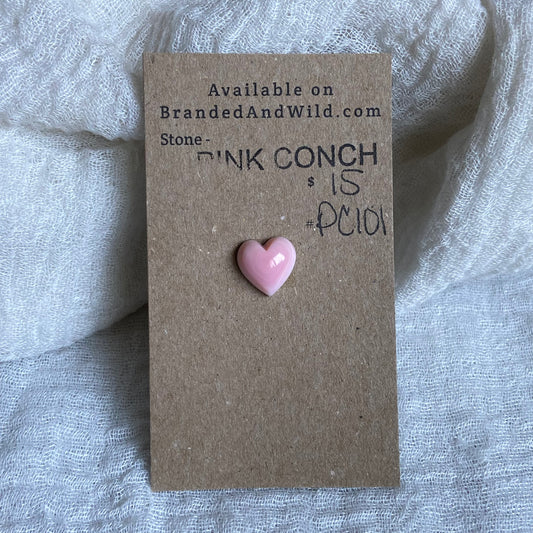 Available on
BrandedAndWild.com
Stone -
PINK CONCH
$ 15
# PC101